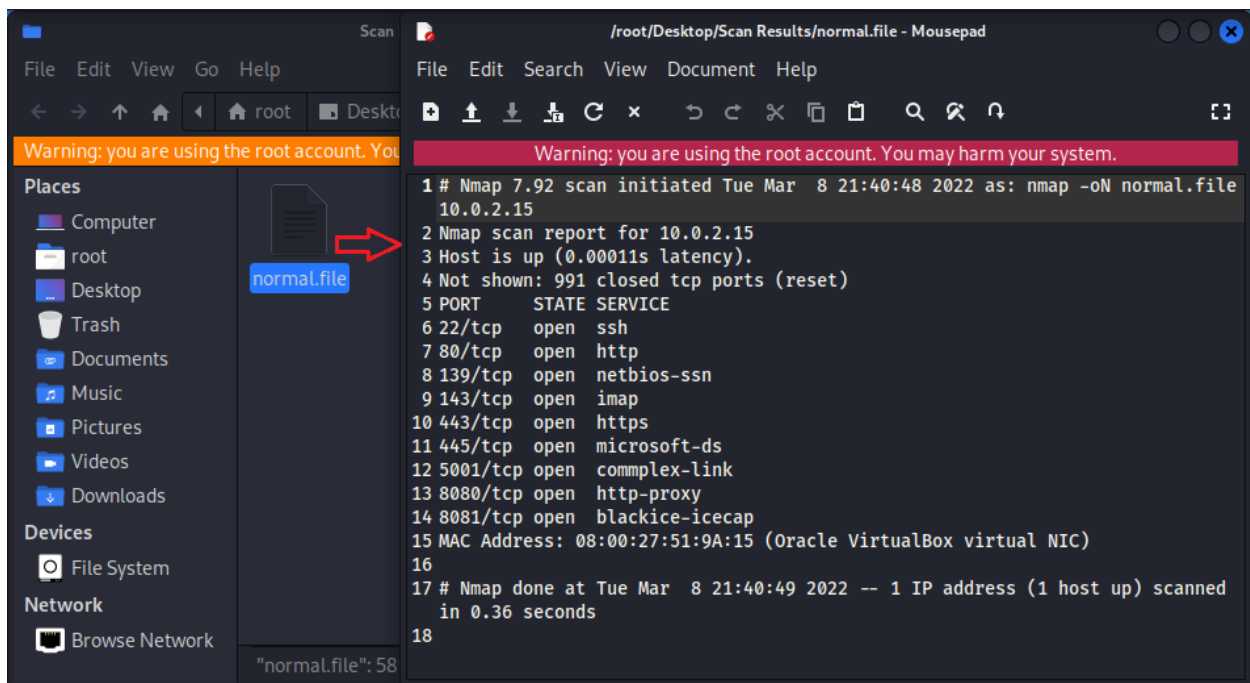 Scan
File Edit View Go Help
root Deskto
Warning: you are using the root account. You
Places
Computer
root
Desktop
Trash
Documents
Music
Pictures
Videos
Downloads
Devices
File System
Network
Browse Network
normal.file
"normal.file": 58
/root/Desktop/Scan Results/normal.file - Mousepad
File Edit Search View Document Help
Warning: you are using the root account. You may harm your system.
1 # Nmap 7.92 scan initiated Tue Mar  8 21:40:48 2022 as: nmap -oN normal.file
10.0.2.15
2 Nmap scan report for 10.0.2.15
3 Host is up (0.00011s latency).
4 Not shown: 991 closed tcp ports (reset)
5 PORT     STATE SERVICE
6 22/tcp   open  ssh
7 80/tcp   open  http
8 139/tcp  open  netbios-ssn
9 143/tcp  open  imap
10 443/tcp  open  https
11 445/tcp  open  microsoft-ds
12 5001/tcp open  commplex-link
13 8080/tcp open  http-proxy
14 8081/tcp open  blackice-icecap
15 MAC Address: 08:00:27:51:9A:15 (Oracle VirtualBox virtual NIC)
16
17 # Nmap done at Tue Mar  8 21:40:49 2022 -- 1 IP address (1 host up) scanned
in 0.36 seconds
18